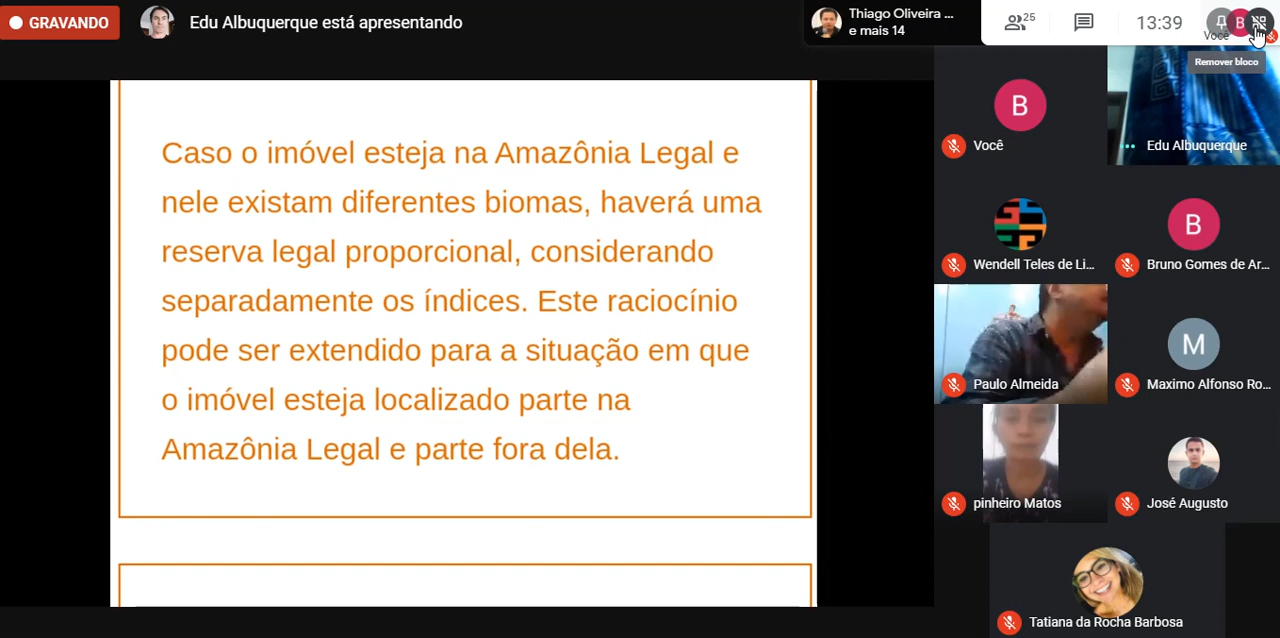 GRAVANDO
Edu Albuquerque está apresentando
Thiago Oliveira ...
e mais 14
25
13:39
B
Você
Remover bloco
Caso o imóvel esteja na Amazônia Legal e
nele existam diferentes biomas, haverá uma
reserva legal proporcional, considerando
separadamente os índices. Este raciocínio
pode ser extendido para a situação em que
o imóvel esteja localizado parte na
Amazônia Legal e parte fora dela.
B
Você
Edu Albuquerque
Wendell Teles de Li...
B
Bruno Gomes de Ar...
Paulo Almeida
M
Maximo Alfonso Ro...
pinheiro Matos
José Augusto
Tatiana da Rocha Barbosa